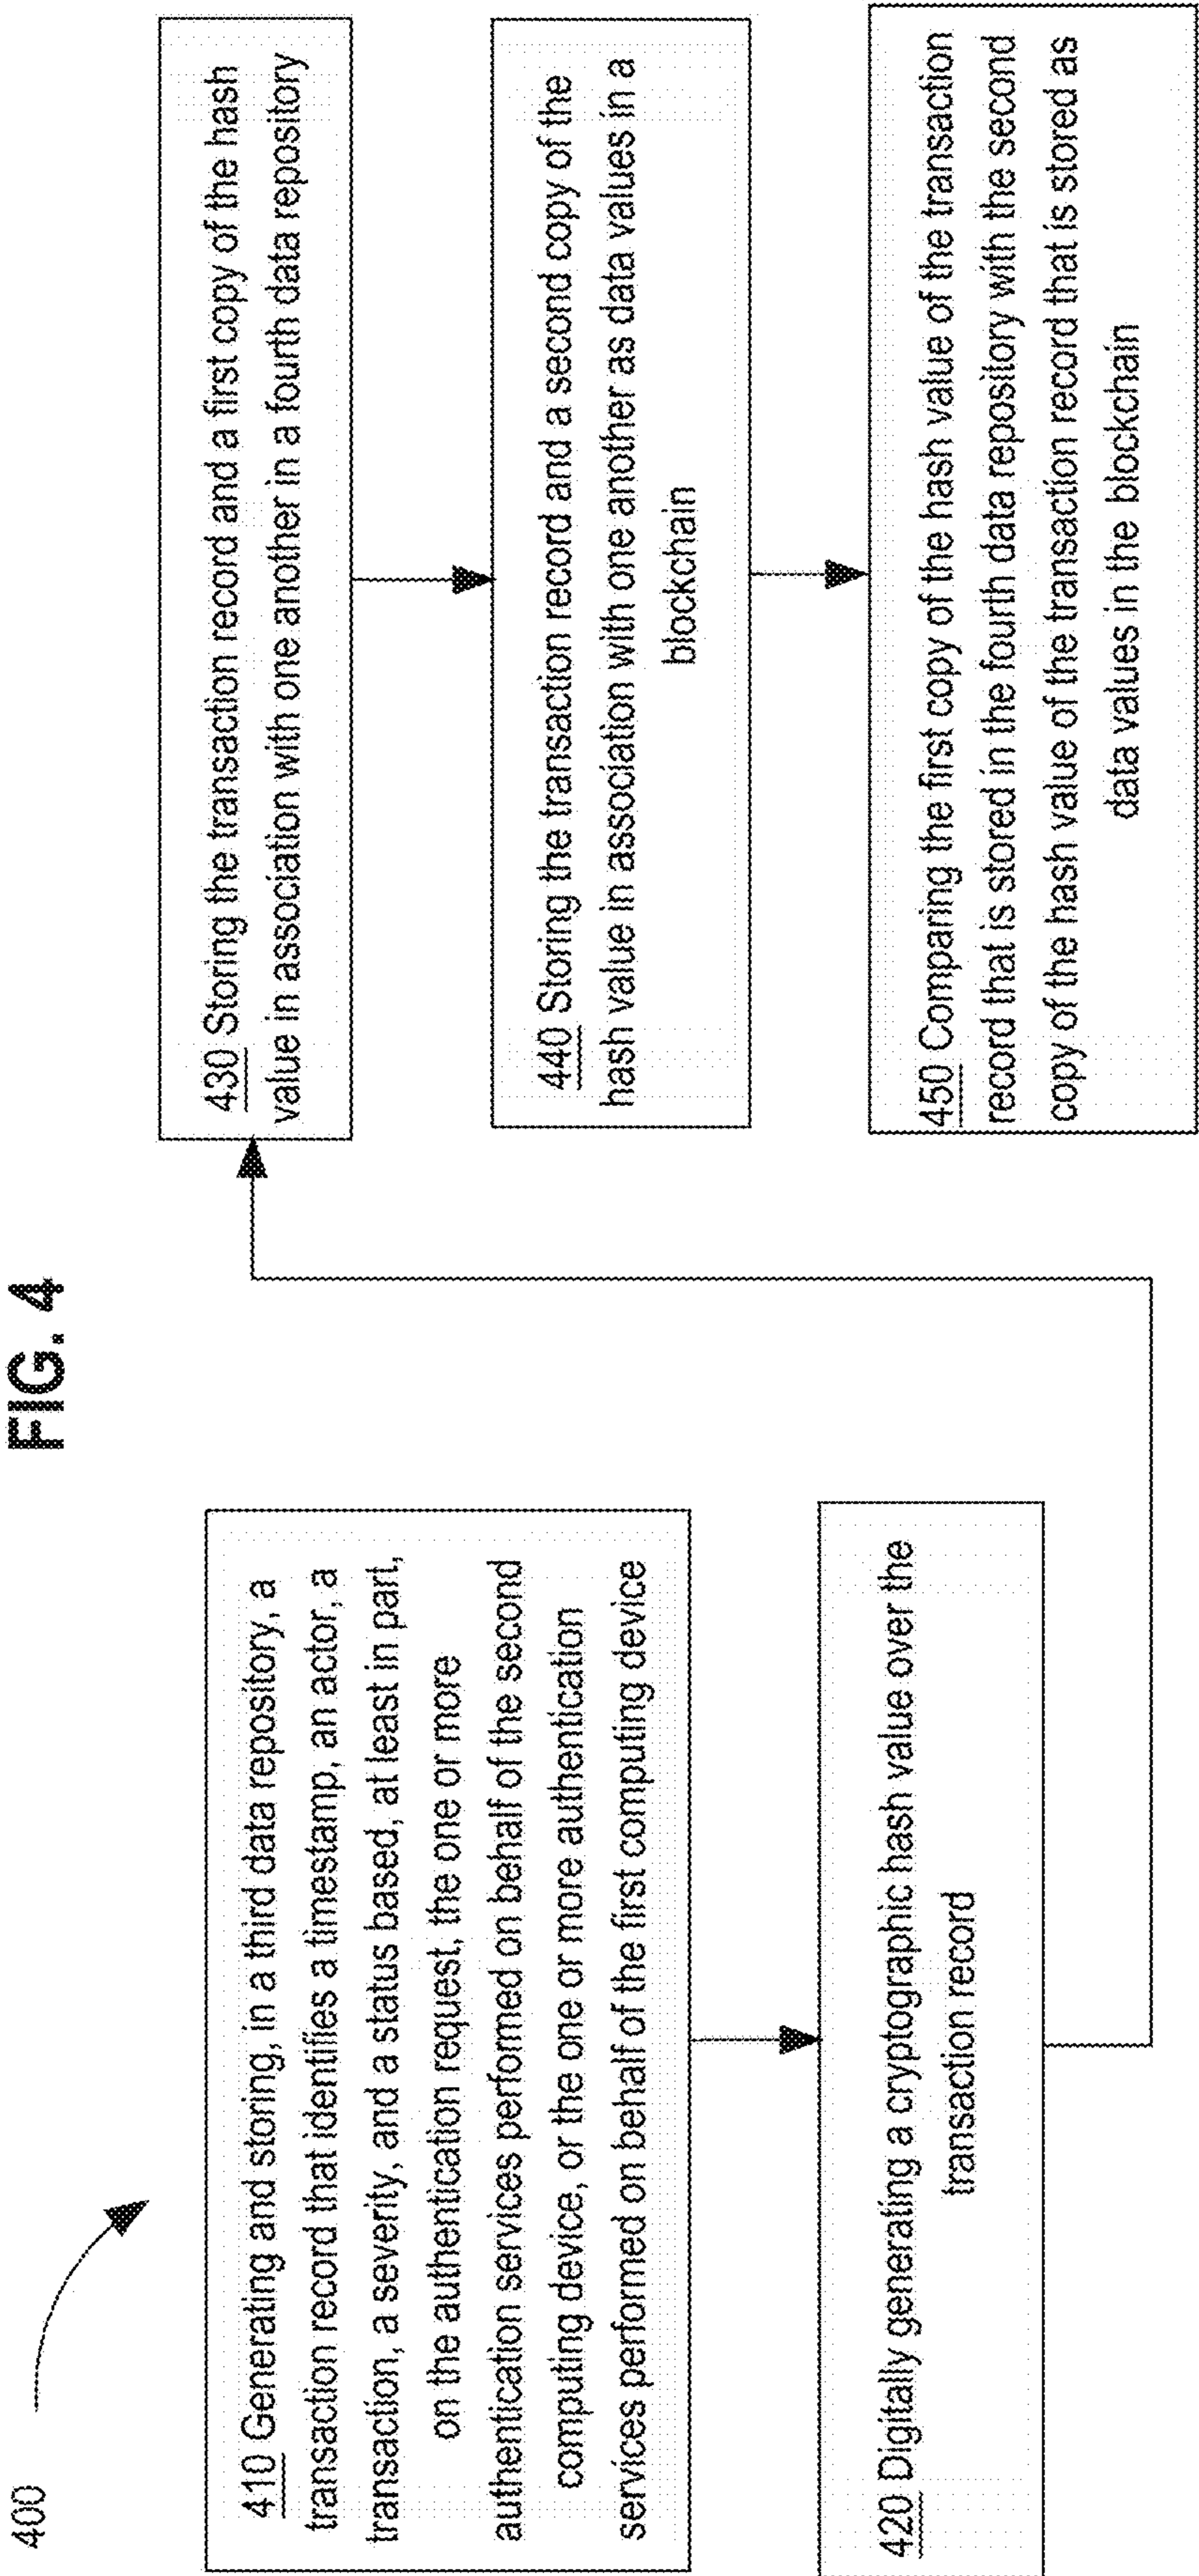 FIG. 4
400
410 Generating and storing, in a third data repository, a
transaction record that identifies a timestamp, an actor, a
transaction, a severity, and a status based, at least in part,
on the authentication request, the one or more
authentication services performed on behalf of the second
computing device, or the one or more authentication
services performed on behalf of the first computing device
420 Digitally generating a cryptographic hash value over the
transaction record
430 Storing the transaction record and a first copy of the hash
value in association with one another in a fourth data repository
440 Storing the transaction record and a second copy of the
hash value in association with one another as data values in a
blockchain
450 Comparing the first copy of the hash value of the transaction
record that is stored in the fourth data repository with the second
copy of the hash value of the transaction record that is stored as
data values in the blockchain